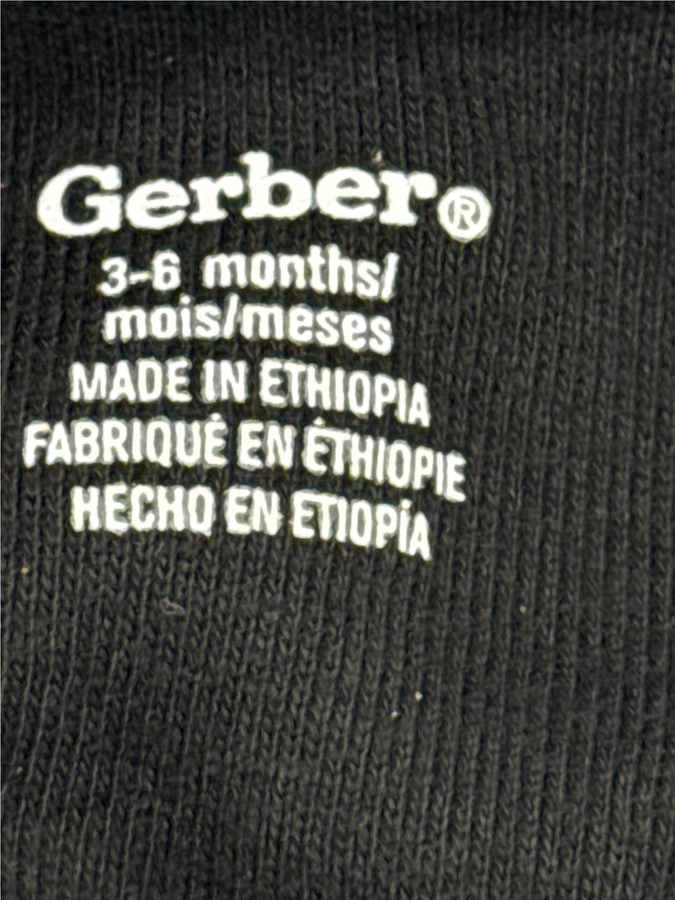 Gerber®
3-6 months/
mois/meses
MADE IN ETHIOPIA
FABRIQUÉ EN ÉTHIOPIE
HECHO EN ETIOPÍA